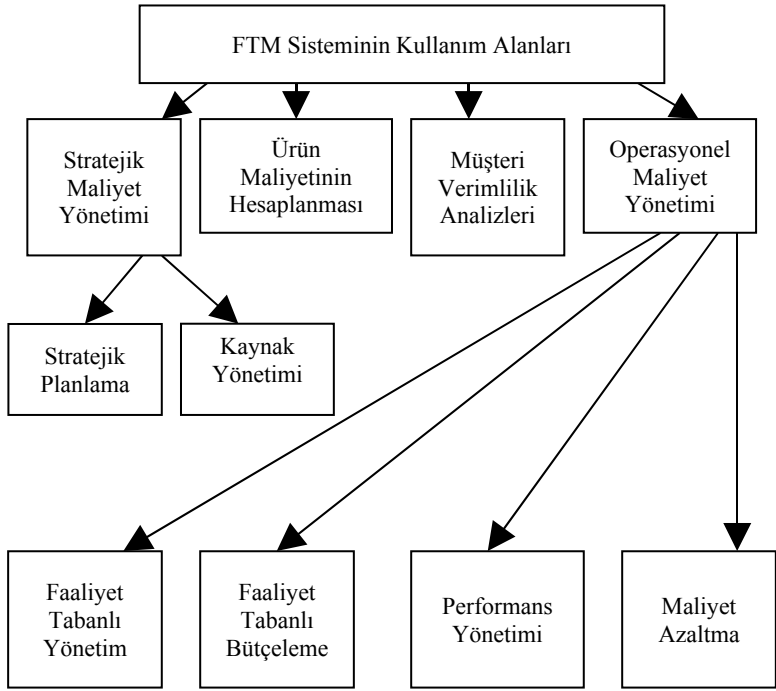 FTM Sisteminin Kullanım Alanları
Stratejik
Maliyet
Yönetimi
Ürün
Maliyetinin
Hesaplanması
Müşteri
Verimlilik
Analizleri
Operasyonel
Maliyet
Yönetimi
Stratejik
Planlama
Kaynak
Yönetimi
Faaliyet
Tabanlı
Yönetim
Faaliyet
Tabanlı
Bütçeleme
Performans
Yönetimi
Maliyet
Azaltma